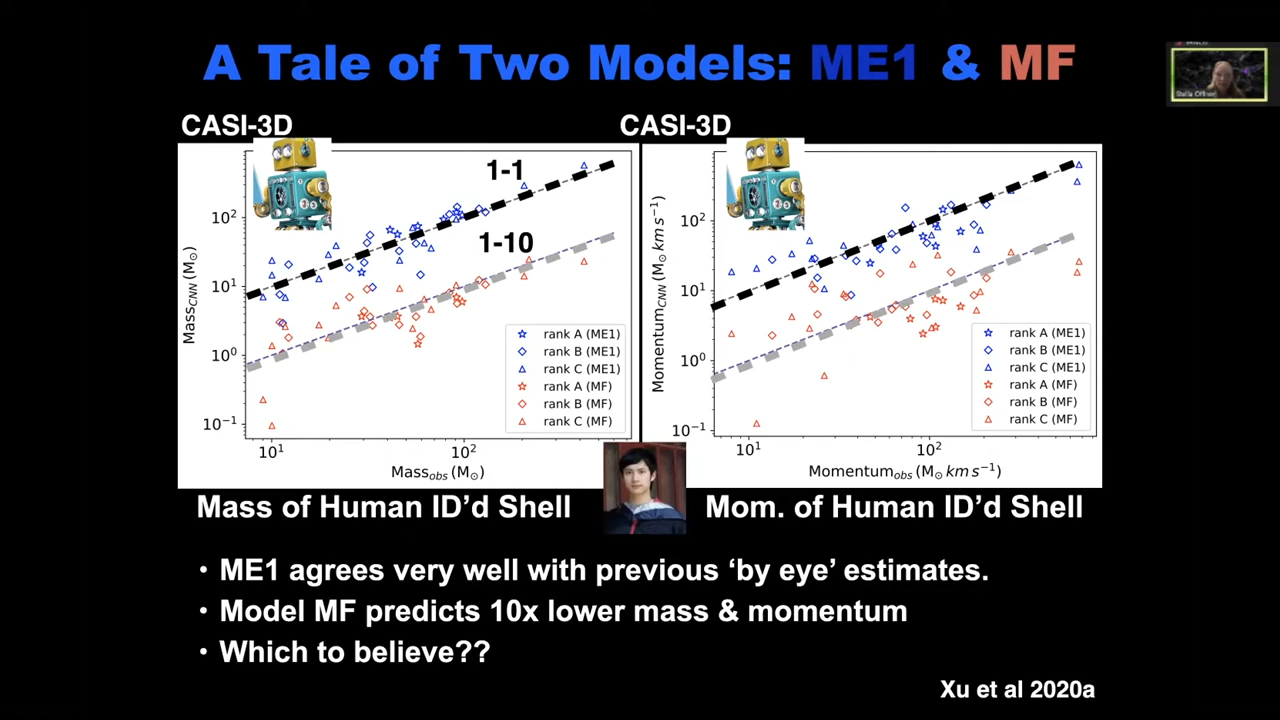 A Tale of Two Models: ME1 & MF
Stella Offner
CASI-3D
CASI-3D
1-1
1-10
10²
10¹
10⁰
10⁻¹
Mass_CNN (M☉)
10¹
10²
Mass_obs (M☉)
rank A (ME1)
rank B (ME1)
rank C (ME1)
rank A (MF)
rank B (MF)
rank C (MF)
10²
10¹
10⁰
10⁻¹
Momentum_CNN (M☉ km s⁻¹)
10¹
10²
Momentum_obs (M☉ km s⁻¹)
rank A (ME1)
rank B (ME1)
rank C (ME1)
rank A (MF)
rank B (MF)
rank C (MF)
Mass of Human ID’d Shell
Mom. of Human ID’d Shell
• ME1 agrees very well with previous ‘by eye’ estimates.
• Model MF predicts 10x lower mass & momentum
• Which to believe??
Xu et al 2020a